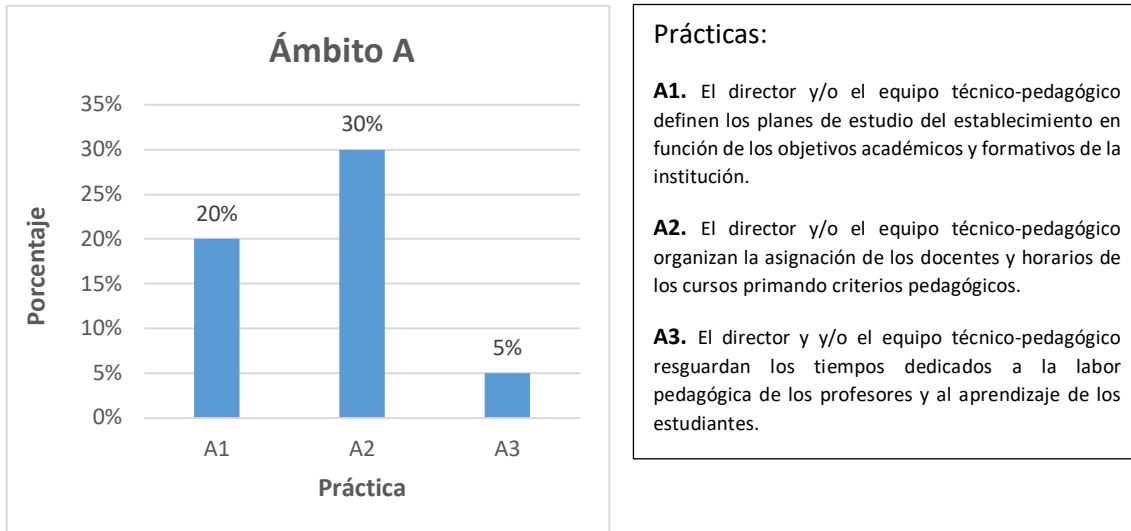 Ámbito A
35%
30%
25%
20%
15%
10%
5%
0%
20%
30%
5%
A1
A2
A3
Porcentaje
Práctica
Prácticas:
A1. El director y/o el equipo técnico-pedagógico
definen los planes de estudio del establecimiento en
función de los objetivos académicos y formativos de la
institución.
A2. El director y/o el equipo técnico-pedagógico
organizan la asignación de los docentes y horarios de
los cursos primando criterios pedagógicos.
A3. El director y y/o el equipo técnico-pedagógico
resguardan los tiempos dedicados a la labor
pedagógica de los profesores y al aprendizaje de los
estudiantes.